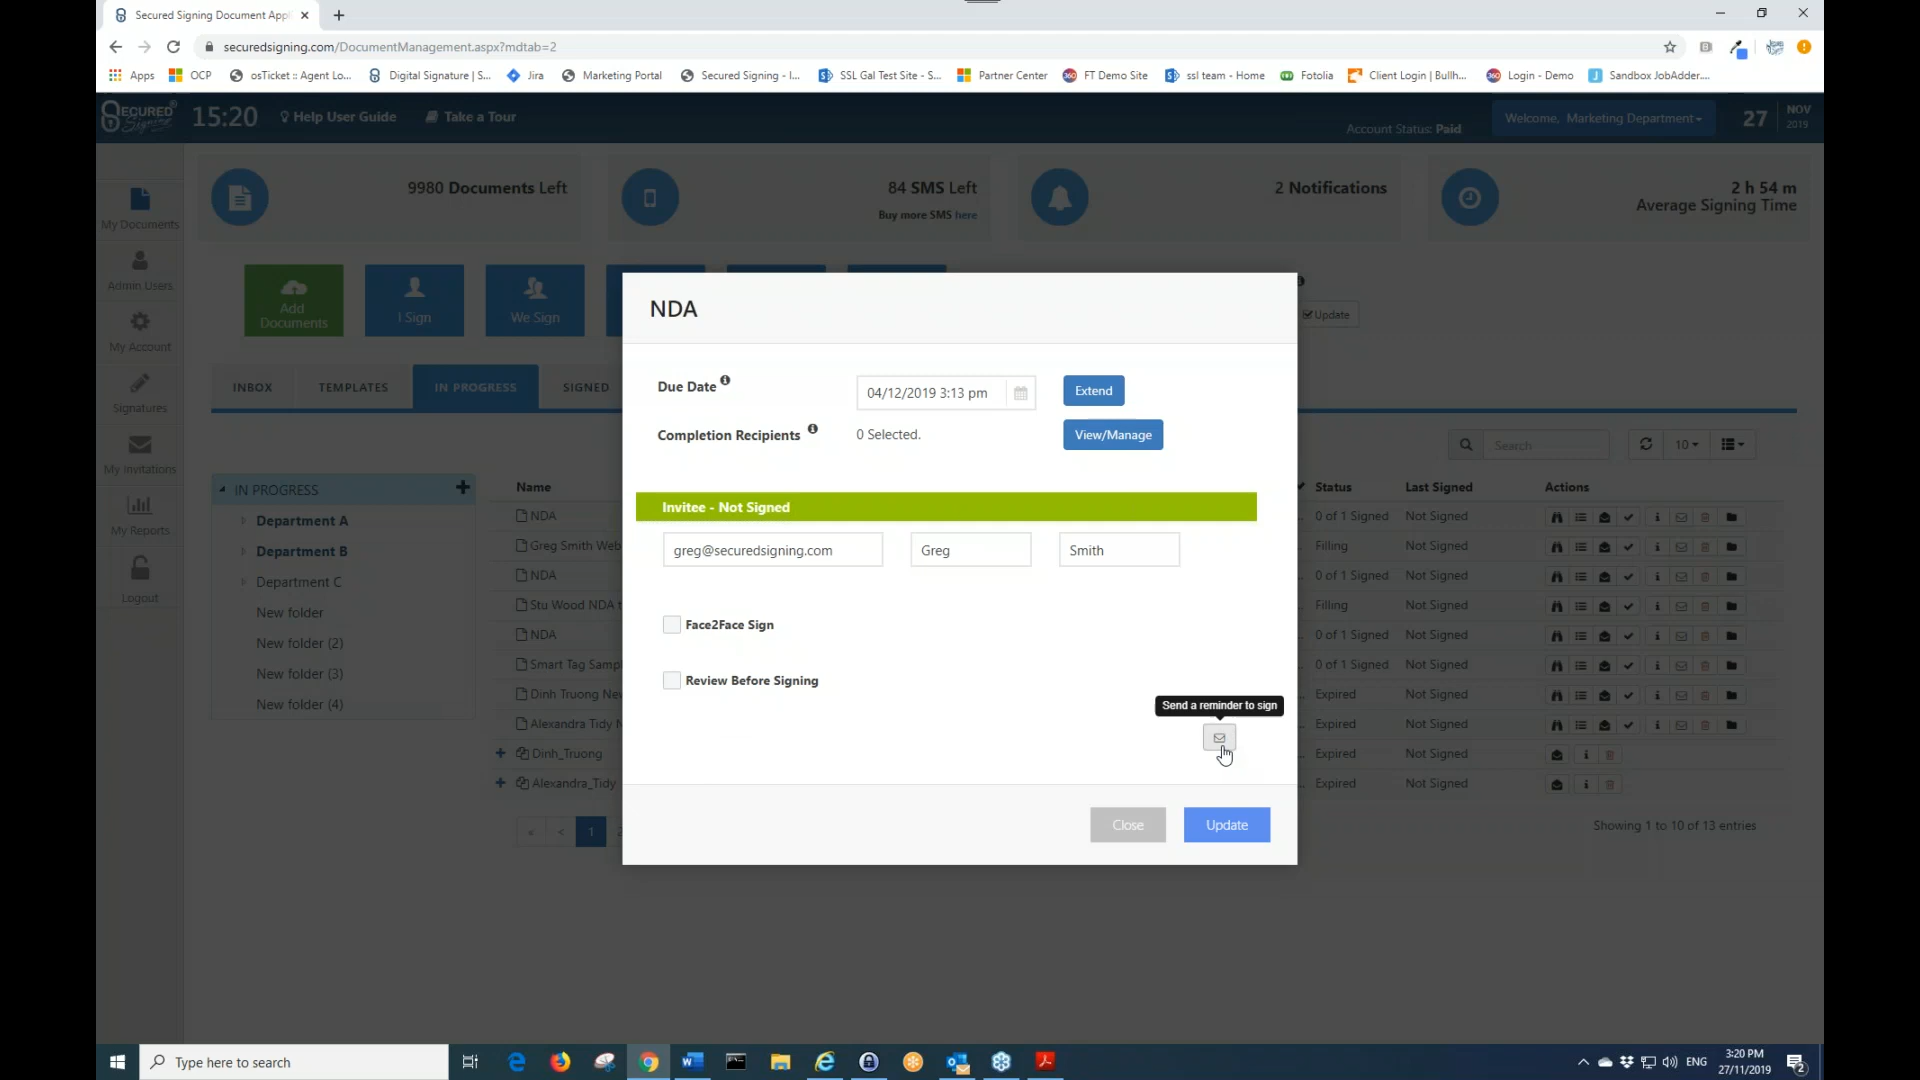 Secured Signing Document Appl
securedsigning.com/DocumentManagement.aspx?mdtab=2
Apps OCP osTicket :: Agent Lo... Digital Signature | S... Jira Marketing Portal Secured Signing - I... SSL Gal Test Site - S... Partner Center FT Demo Site ssl team - Home Fotolia Client Login | Bullh... Login - Demo Sandbox JobAdder....
SECURED Signing 15:20 Help User Guide Take a Tour Account Status: Paid Welcome, Marketing Department 27 NOV 2019
9980 Documents Left
84 SMS Left
Buy more SMS here
2 Notifications
2 h 54 m
Average Signing Time
My Documents
Admin Users
My Account
Signatures
My Invitations
My Reports
Logout
Add Documents
I Sign
We Sign
Update
INBOX TEMPLATES IN PROGRESS SIGNED
Search 10
IN PROGRESS
Department A
Department B
Department C
New folder
New folder (2)
New folder (3)
New folder (4)
Name Status Last Signed Actions
NDA 0 of 1 Signed Not Signed
Greg Smith Web Filling Not Signed
NDA 0 of 1 Signed Not Signed
Stu Wood NDA t Filling Not Signed
NDA 0 of 1 Signed Not Signed
Smart Tag Samp 0 of 1 Signed Not Signed
Dinh Truong Ne Expired Not Signed
Alexandra Tidy Expired Not Signed
Dinh_Truong Expired Not Signed
Alexandra_Tidy Expired Not Signed
« < 1
Showing 1 to 10 of 13 entries
NDA
Due Date 04/12/2019 3:13 pm Extend
Completion Recipients 0 Selected. View/Manage
Invitee - Not Signed
greg@securedsigning.com Greg Smith
Face2Face Sign
Review Before Signing
Send a reminder to sign
Close Update
Type here to search
ENG 3:20 PM
27/11/2019
2